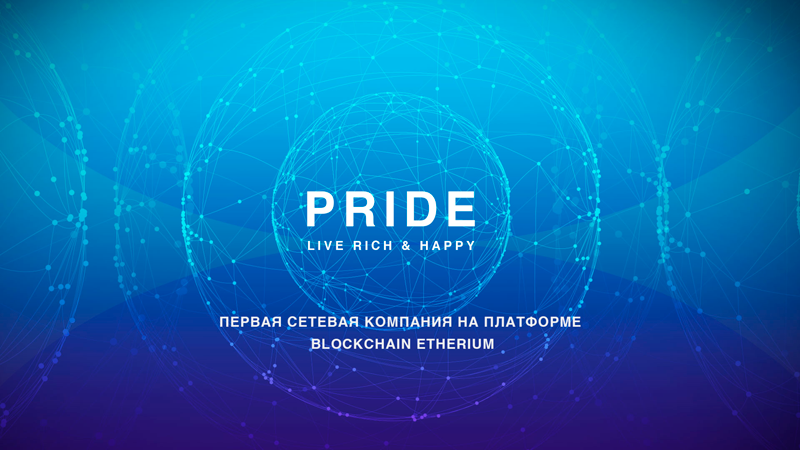 PRIDE
LIVE RICH & HAPPY
ПЕРВАЯ СЕТЕВАЯ КОМПАНИЯ НА ПЛАТФОРМЕ
BLOCKCHAIN ETHERIUM